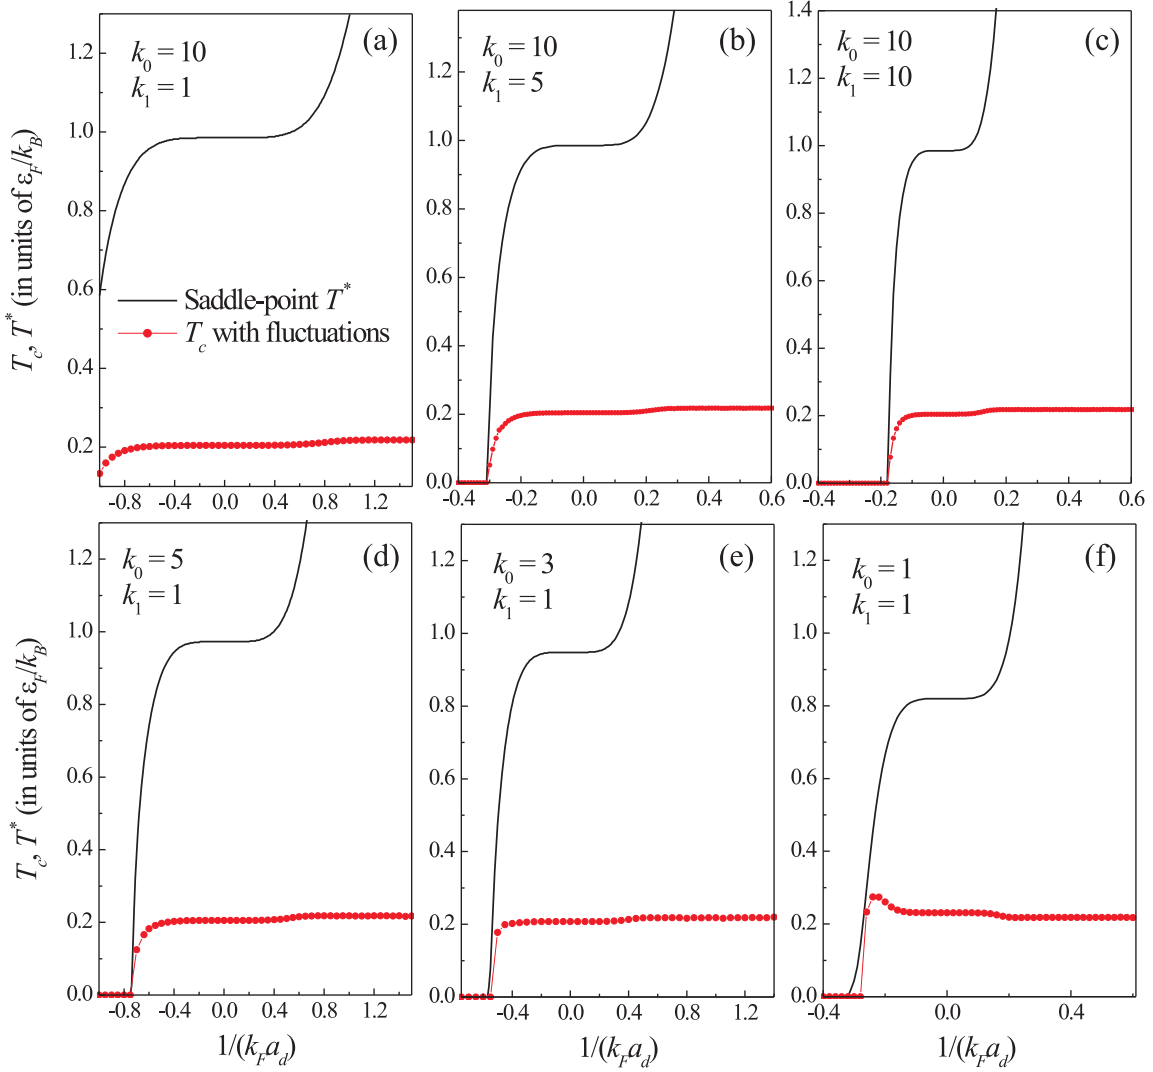 (a)
k0 = 10
k1 = 1
Saddle-point T*
Tc with fluctuations
Tc, T* (in units of εF/kB)
1.2
1.0
0.8
0.6
0.4
0.2
-0.8 -0.4 0.0 0.4 0.8 1.2
(b)
k0 = 10
k1 = 5
1.2
1.0
0.8
0.6
0.4
0.2
0.0
-0.4 -0.2 0.0 0.2 0.4 0.6
(c)
k0 = 10
k1 = 10
1.4
1.2
1.0
0.8
0.6
0.4
0.2
0.0
-0.4 -0.2 0.0 0.2 0.4 0.6
(d)
k0 = 5
k1 = 1
Tc, T* (in units of εF/kB)
1.2
1.0
0.8
0.6
0.4
0.2
0.0
-0.8 -0.4 0.0 0.4 0.8 1.2
1/(kF ad)
(e)
k0 = 3
k1 = 1
1.2
1.0
0.8
0.6
0.4
0.2
0.0
-0.4 0.0 0.4 0.8 1.2
1/(kF ad)
(f)
k0 = 1
k1 = 1
1.2
1.0
0.8
0.6
0.4
0.2
0.0
-0.4 0.0 0.4
1/(kF ad)